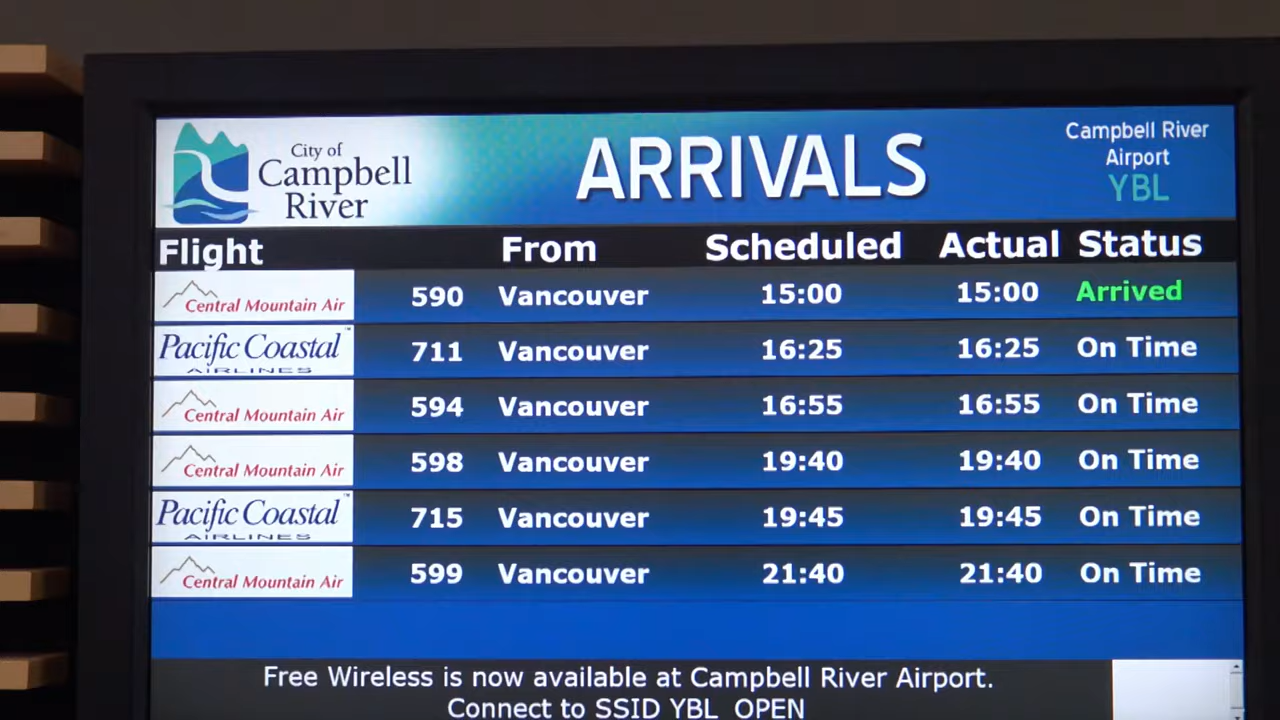 City of
Campbell
River
ARRIVALS
Campbell River
Airport
YBL
Flight From Scheduled Actual Status
Central Mountain Air 590 Vancouver 15:00 15:00 Arrived
Pacific Coastal™
AIRLINES
711 Vancouver 16:25 16:25 On Time
Central Mountain Air 594 Vancouver 16:55 16:55 On Time
Central Mountain Air 598 Vancouver 19:40 19:40 On Time
Pacific Coastal™
AIRLINES
715 Vancouver 19:45 19:45 On Time
Central Mountain Air 599 Vancouver 21:40 21:40 On Time
Free Wireless is now available at Campbell River Airport.
Connect to SSID YBL_OPEN